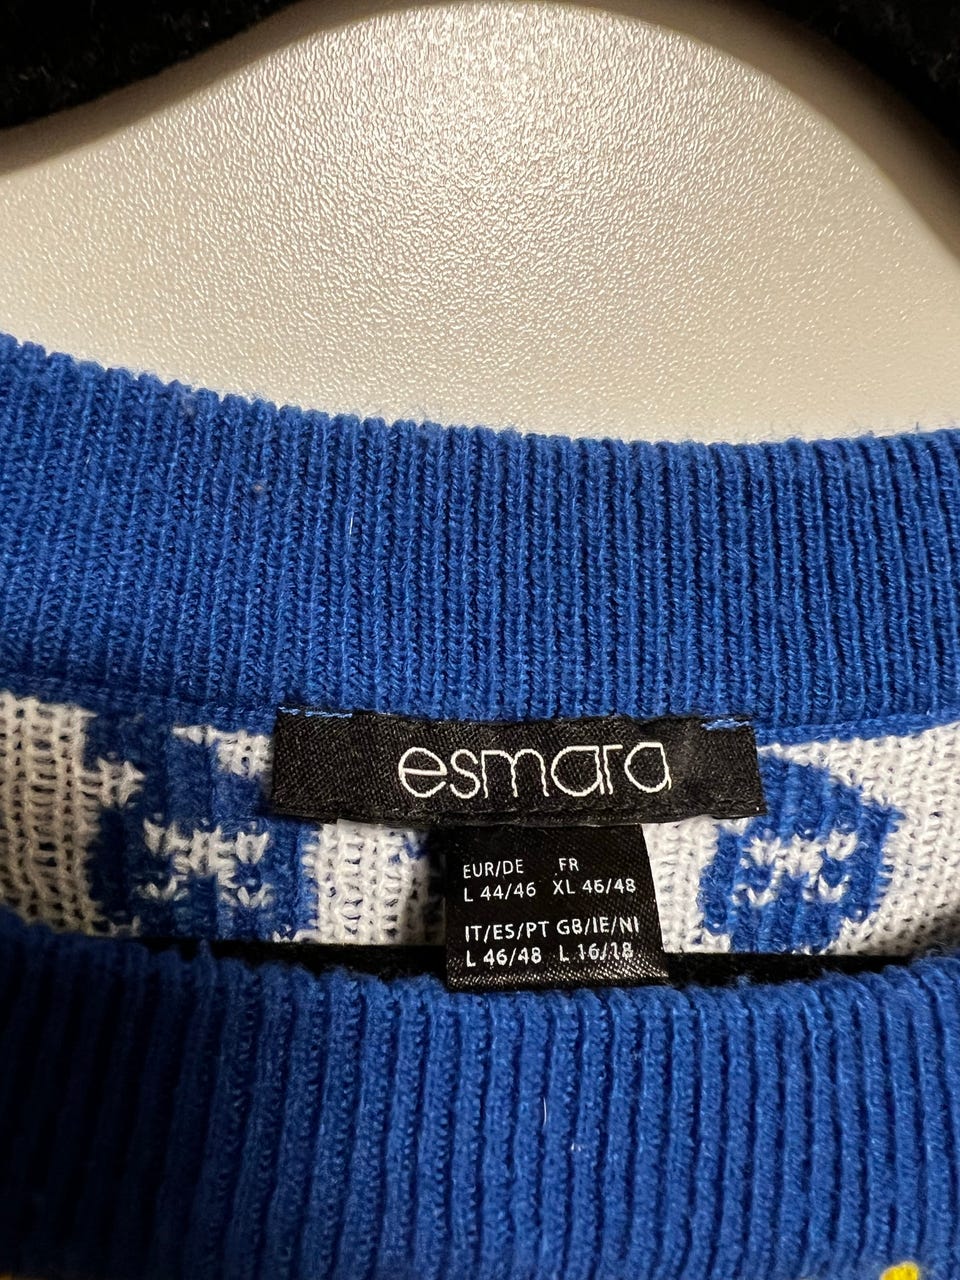 esmara
EUR/DE FR
L 44/46 XL 46/48
IT/ES/PT GB/IE/NI
L 46/48 L 16/18